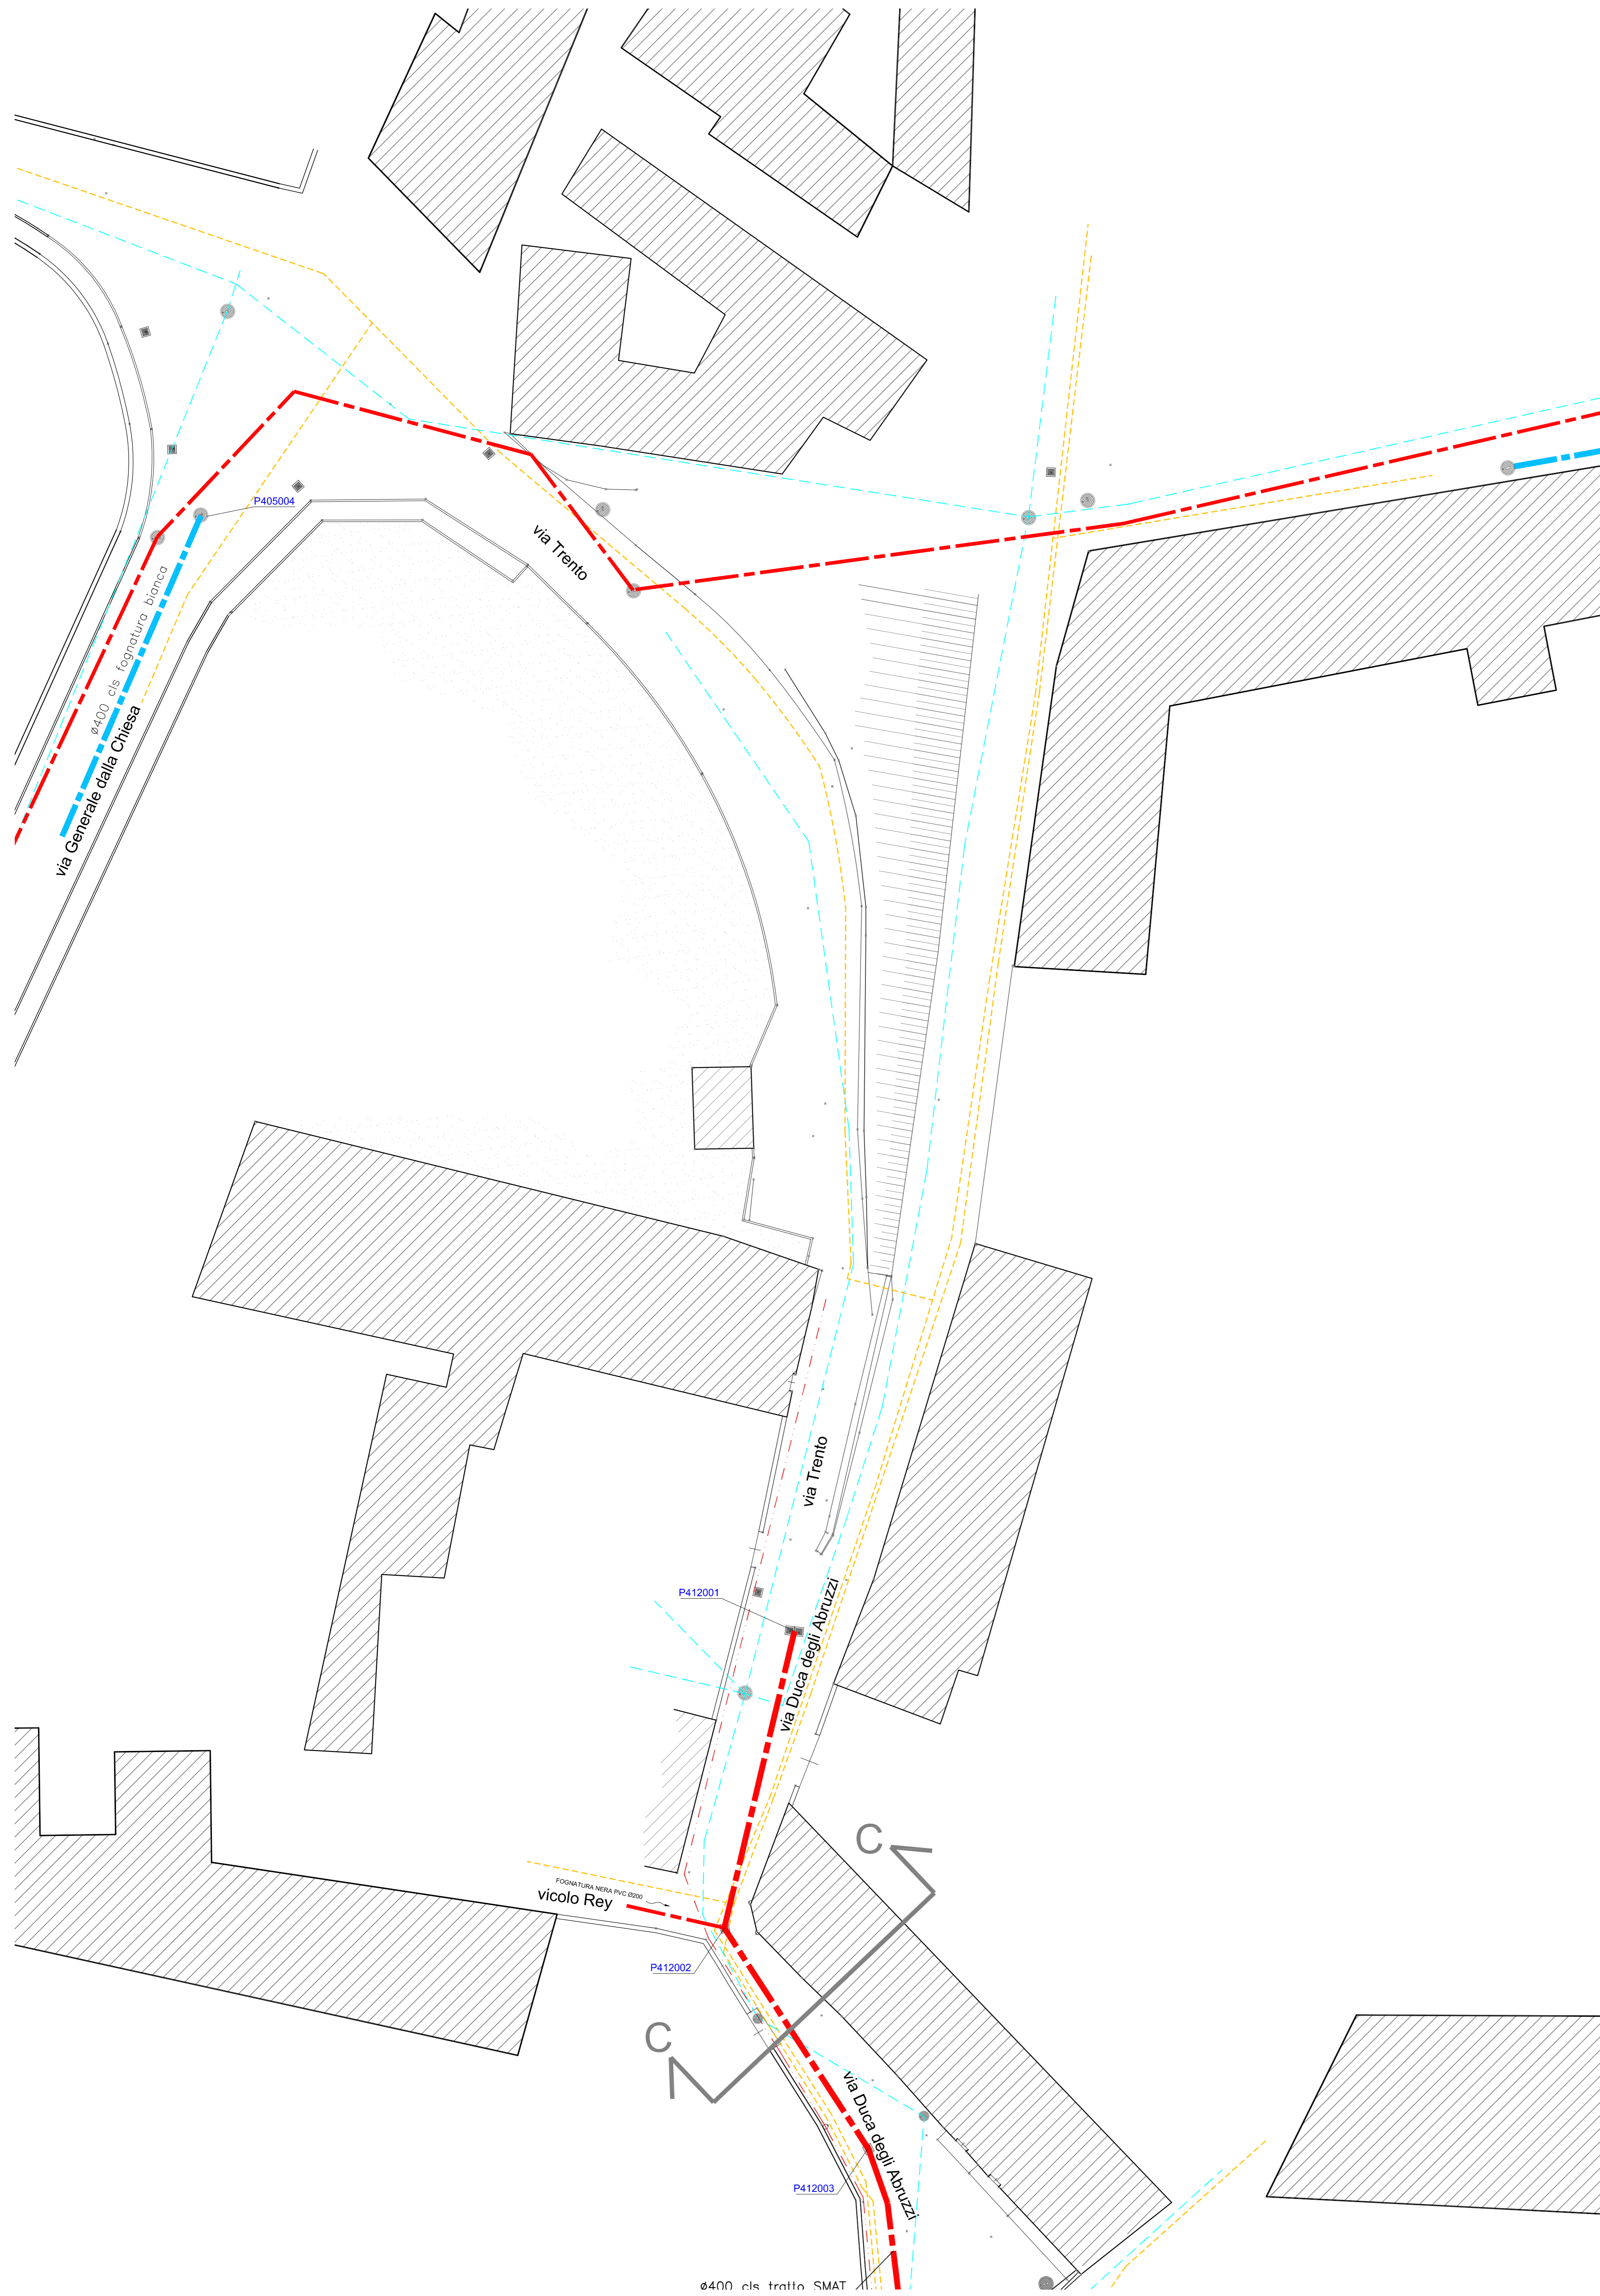 P405004
via Trento
ø400 cls fognatura bianca
via Generale dalla Chiesa
via Trento
P412001
via Duca degli Abruzzi
C
FOGNATURA NERA PVC Ø200
vicolo Rey
P412002
C
via Duca degli Abruzzi
P412003
ø400 cls tratto SMAT